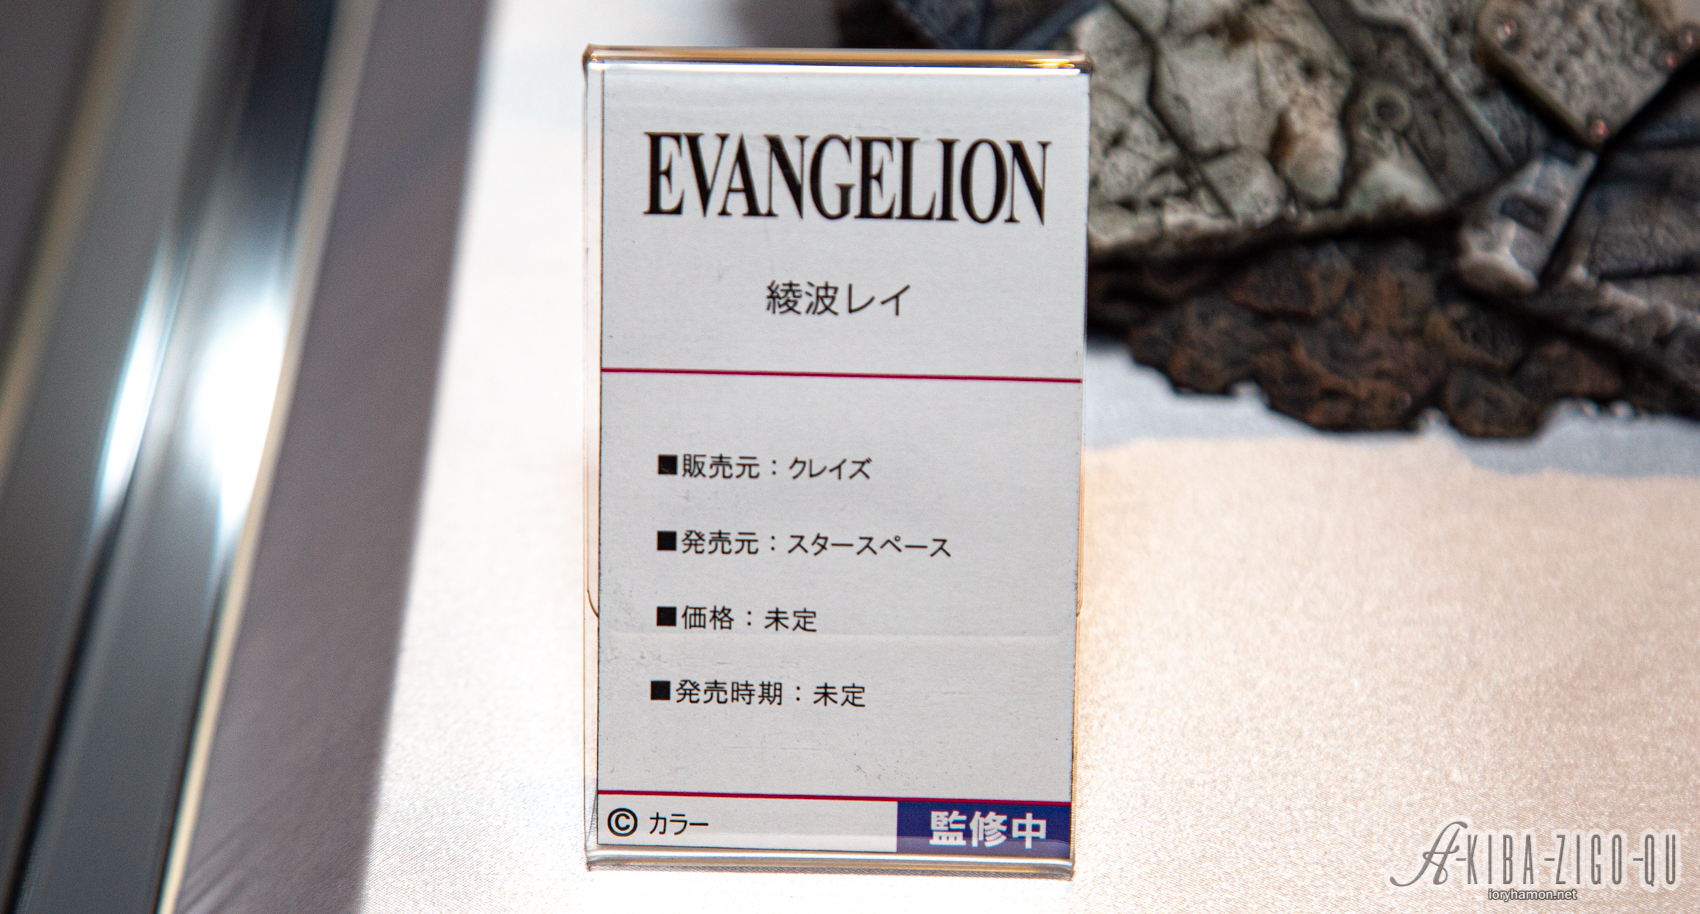 EVANGELION
綾波レイ
■販売元：クレイズ
■発売元：スタースペース
■価格：未定
■発売時期：未定
© カラー
監修中
A-KIBA-ZIGO-QU
ioryhamon.net